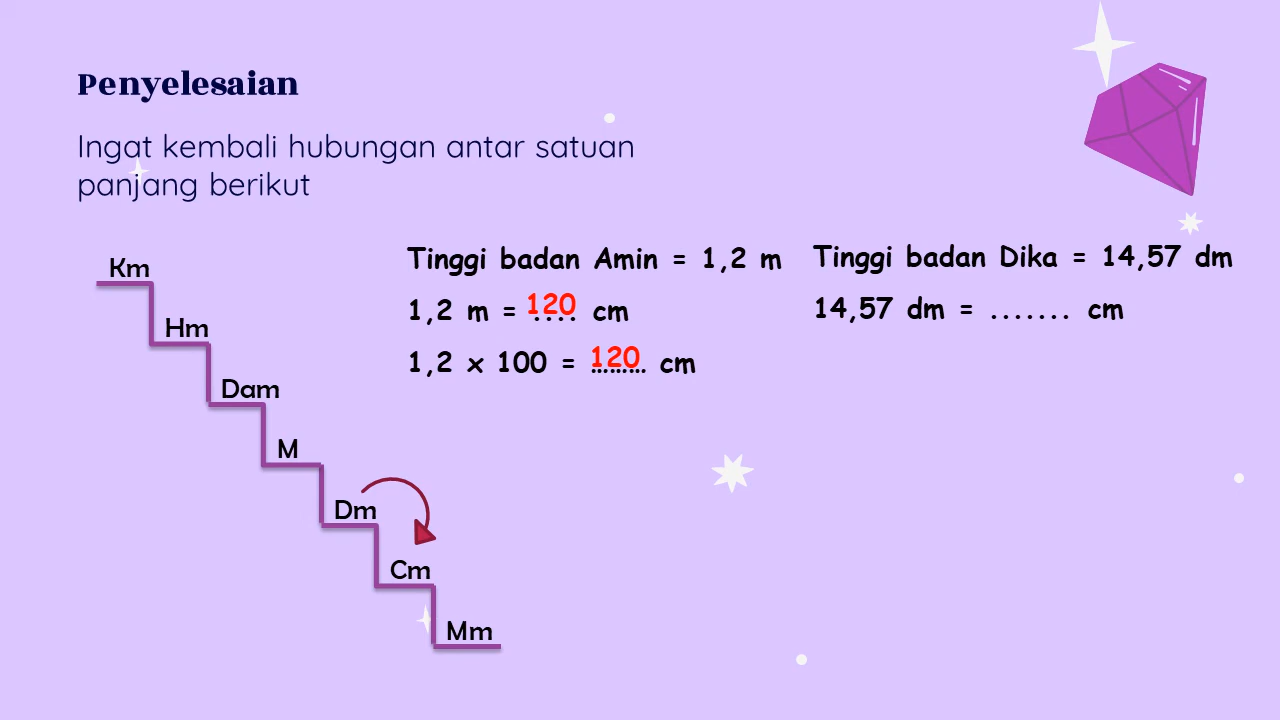 Penyelesaian
Ingat kembali hubungan antar satuan
panjang berikut
Km
Hm
Dam
M
Dm
Cm
Mm
Tinggi badan Amin = 1,2 m
1,2 m = 120 .... cm
1,2 x 100 = 120 ......... cm
Tinggi badan Dika = 14,57 dm
14,57 dm = ....... cm